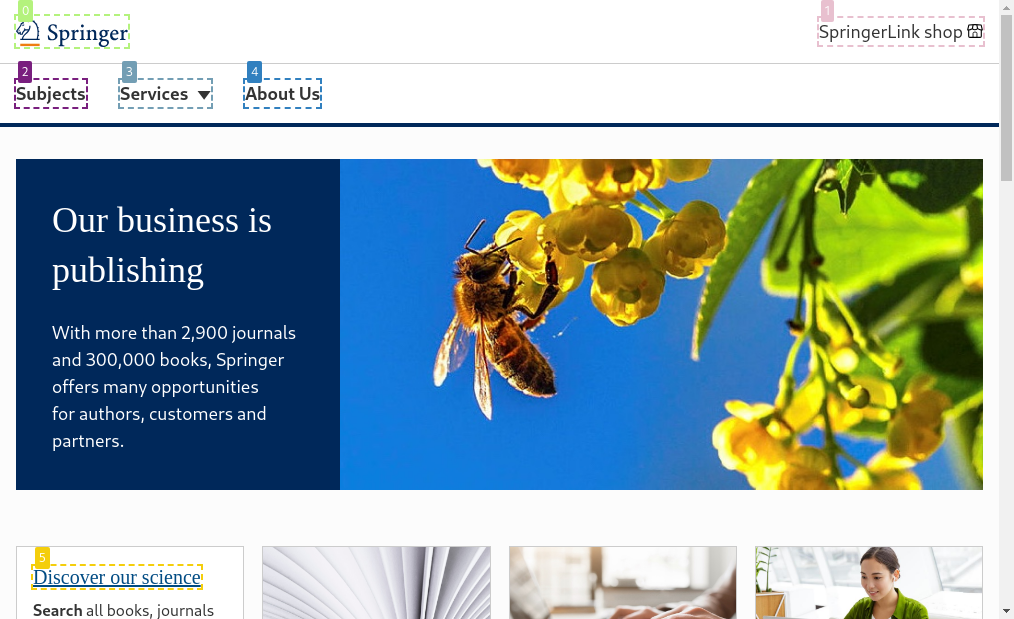 0
1
Springer
SpringerLink shop
2
3
4
Subjects
Services
About Us
Our business is
publishing
With more than 2,900 journals
and 300,000 books, Springer
offers many opportunities
for authors, customers and
partners.
5
Discover our science
Search all books, journals